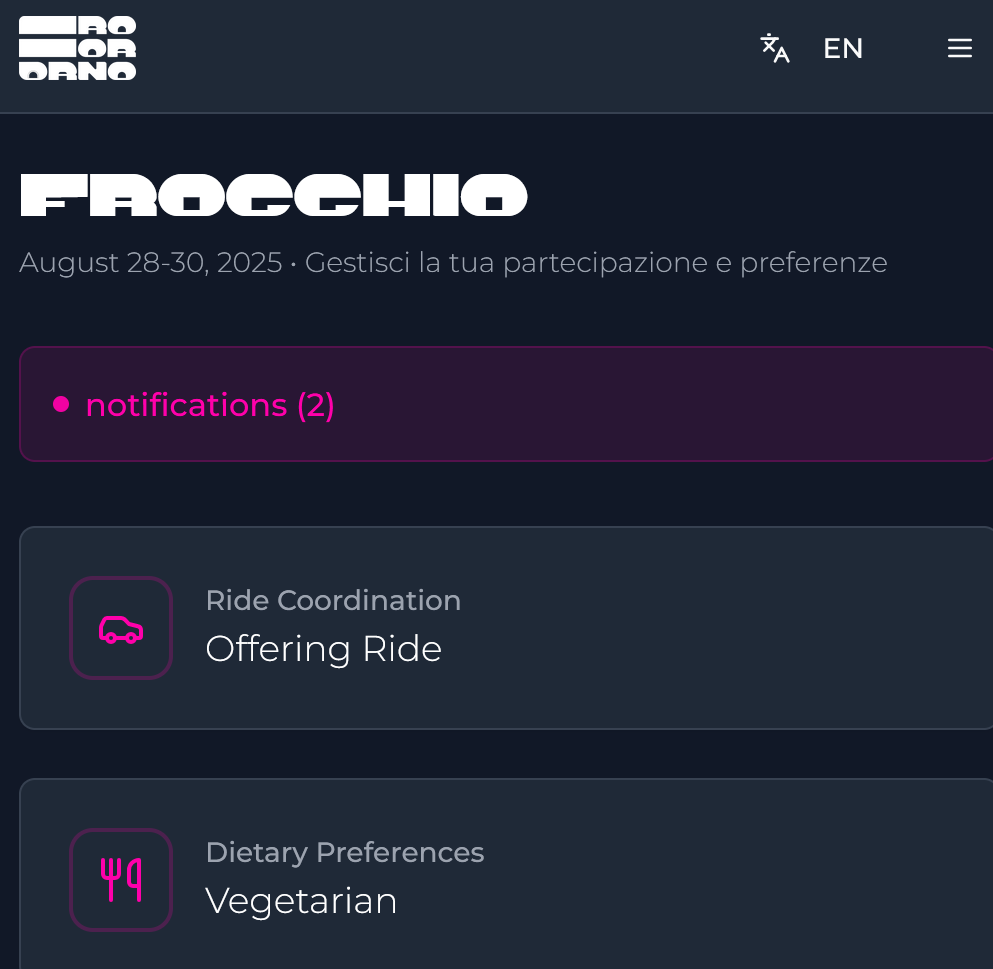 RO
OR
DRNO
EN
FROCCHIO
August 28-30, 2025 • Gestisci la tua partecipazione e preferenze
notifications (2)
Ride Coordination
Offering Ride
Dietary Preferences
Vegetarian